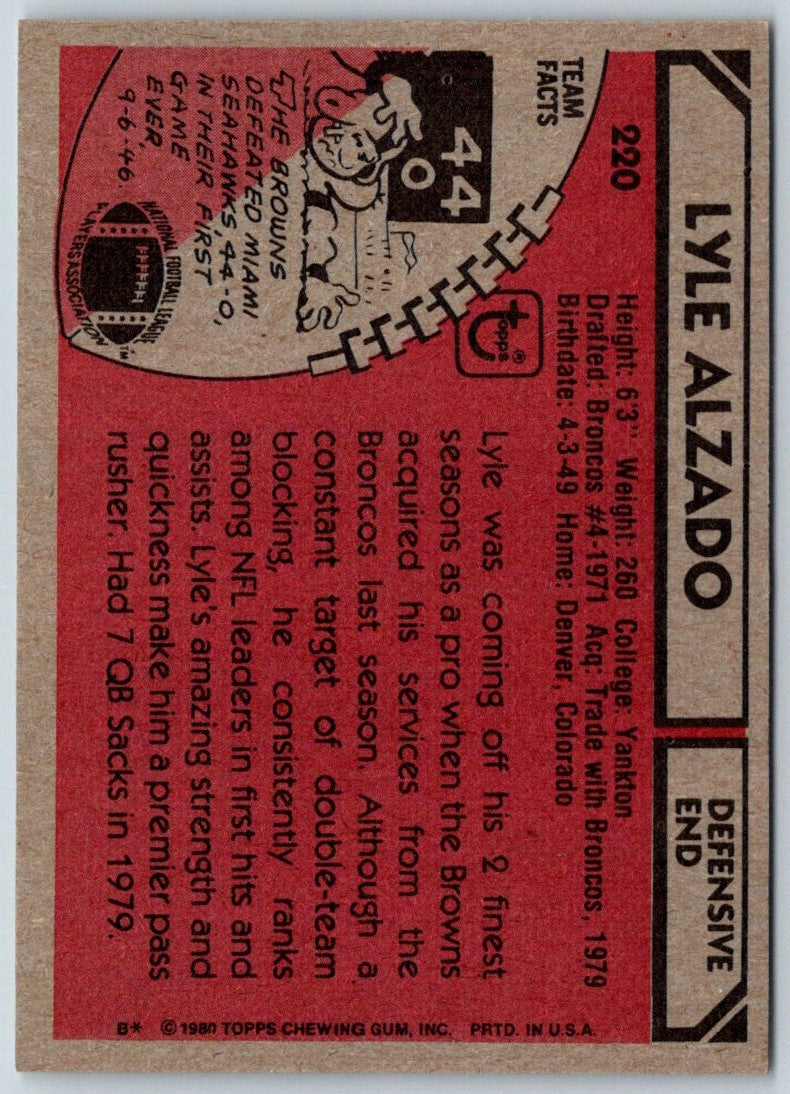 220
LYLE ALZADO
DEFENSIVE
END
Height: 6'3" Weight: 260 College: Yankton
Drafted: Broncos #4-1971 Acq: Trade with Broncos, 1979
Birthdate: 4-3-49 Home: Denver, Colorado
TEAM
FACTS
44
0
THE BROWNS
DEFEATED MIAMI
SEAHAWKS, 44-0,
IN THEIR FIRST
GAME
EVER,
9-6-46.
NATIONAL FOOTBALL LEAGUE
PLAYERS ASSOCIATION
TM
topps®
Lyle was coming off his 2 finest
seasons as a pro when the Browns
acquired his services from the
Broncos last season. Although a
constant target of double-team
blocking, he consistently ranks
among NFL leaders in first hits and
assists. Lyle's amazing strength and
quickness make him a premier pass
rusher. Had 7 QB Sacks in 1979.
B* © 1980 TOPPS CHEWING GUM, INC. PRTD. IN U.S.A.